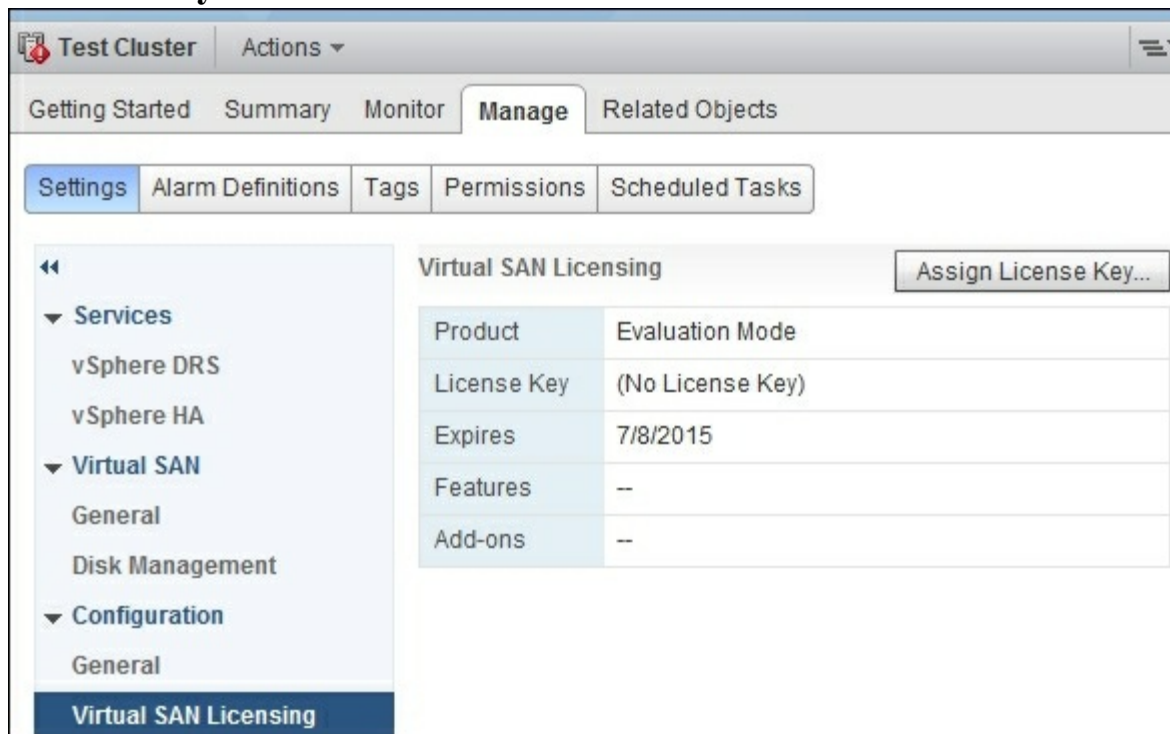 Test Cluster Actions
Getting Started Summary Monitor Manage Related Objects
Settings Alarm Definitions Tags Permissions Scheduled Tasks
Services
vSphere DRS
vSphere HA
Virtual SAN
General
Disk Management
Configuration
General
Virtual SAN Licensing
Virtual SAN Licensing Assign License Key...
Product Evaluation Mode
License Key (No License Key)
Expires 7/8/2015
Features --
Add-ons --